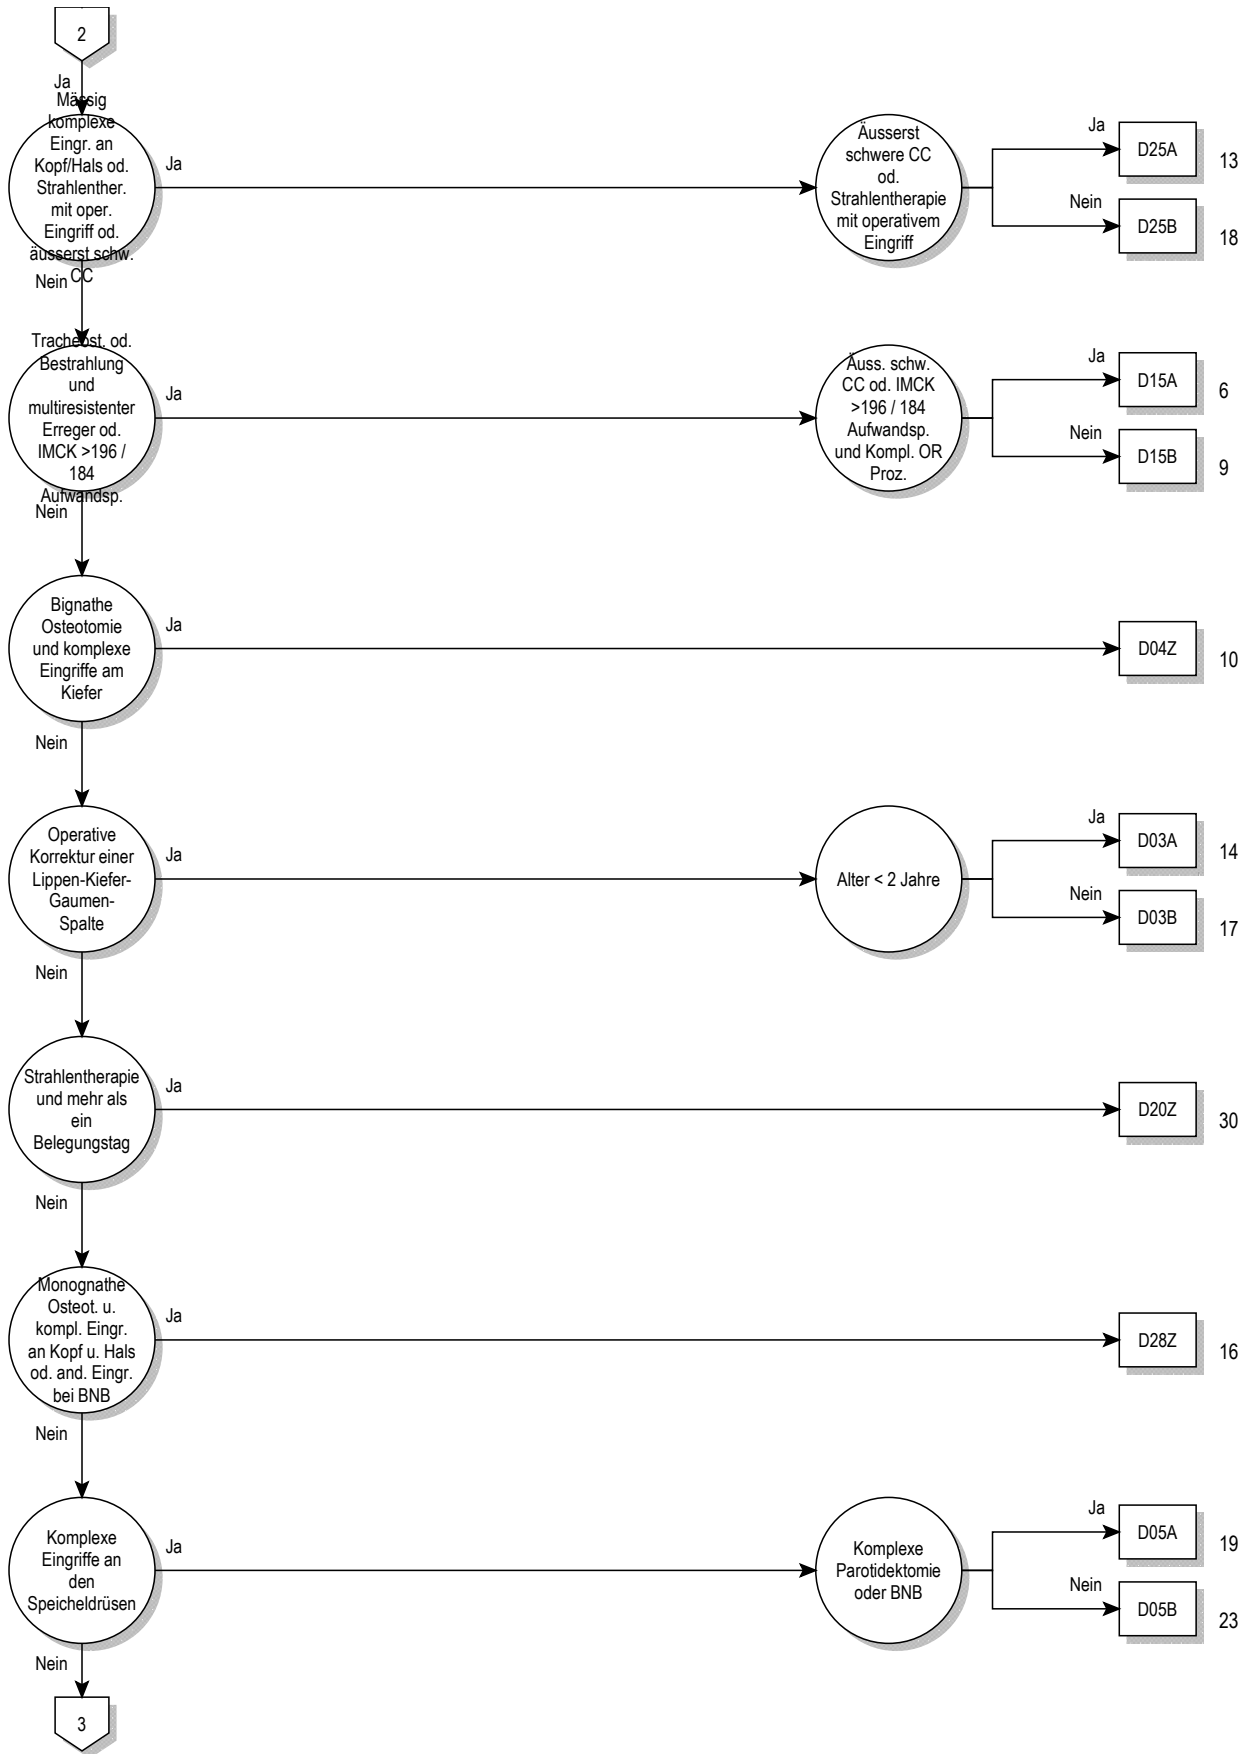 2
Ja
Mässig
komplexe
Eingr. an
Kopf/Hals od.
Strahlenther.
mit oper.
Eingriff od.
äusserst schw.
CC
Ja
Äusserst
schwere CC
od.
Strahlentherapie
mit operativem
Eingriff
Ja
D25A
13
Nein
D25B
18
Nein
Tracheost. od.
Bestrahlung
und
multiresistenter
Erreger od.
IMCK >196 /
184
Aufwandsp.
Ja
Äuss. schw.
CC od. IMCK
>196 / 184
Aufwandsp.
und Kompl. OR
Proz.
Ja
D15A
6
Nein
D15B
9
Nein
Bignathe
Osteotomie
und komplexe
Eingriffe am
Kiefer
Ja
D04Z
10
Nein
Operative
Korrektur einer
Lippen-Kiefer-
Gaumen-
Spalte
Ja
Alter < 2 Jahre
Ja
D03A
14
Nein
D03B
17
Nein
Strahlentherapie
und mehr als
ein
Belegungstag
Ja
D20Z
30
Nein
Monognathe
Osteot. u.
kompl. Eingr.
an Kopf u. Hals
od. and. Eingr.
bei BNB
Ja
D28Z
16
Nein
Komplexe
Eingriffe an
den
Speicheldrüsen
Ja
Komplexe
Parotidektomie
oder BNB
Ja
D05A
19
Nein
D05B
23
Nein
3